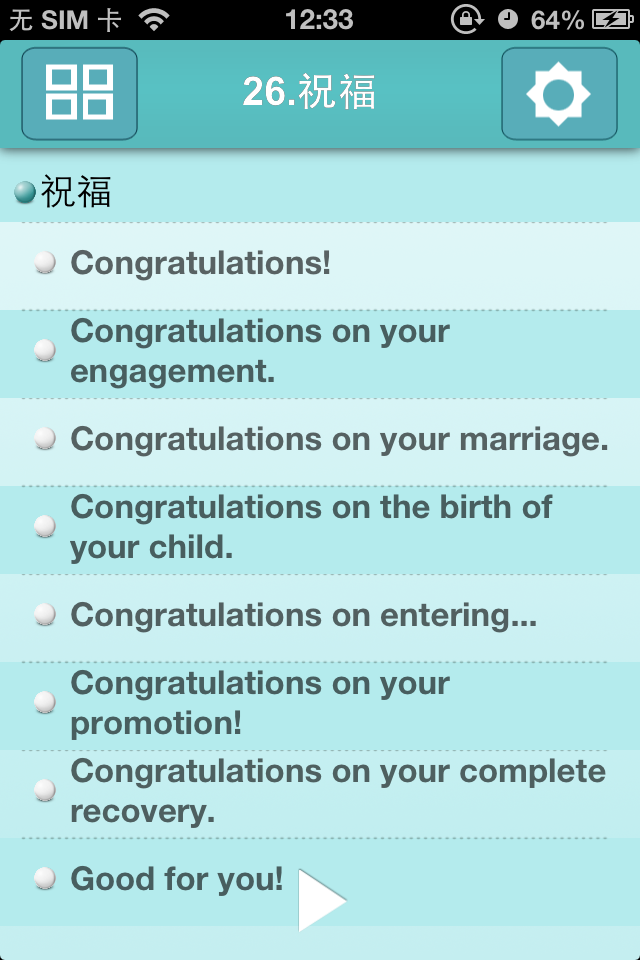 无 SIM 卡 12:33 64%
26.祝福
祝福
Congratulations!
Congratulations on your
engagement.
Congratulations on your marriage.
Congratulations on the birth of
your child.
Congratulations on entering...
Congratulations on your
promotion!
Congratulations on your complete
recovery.
Good for you!